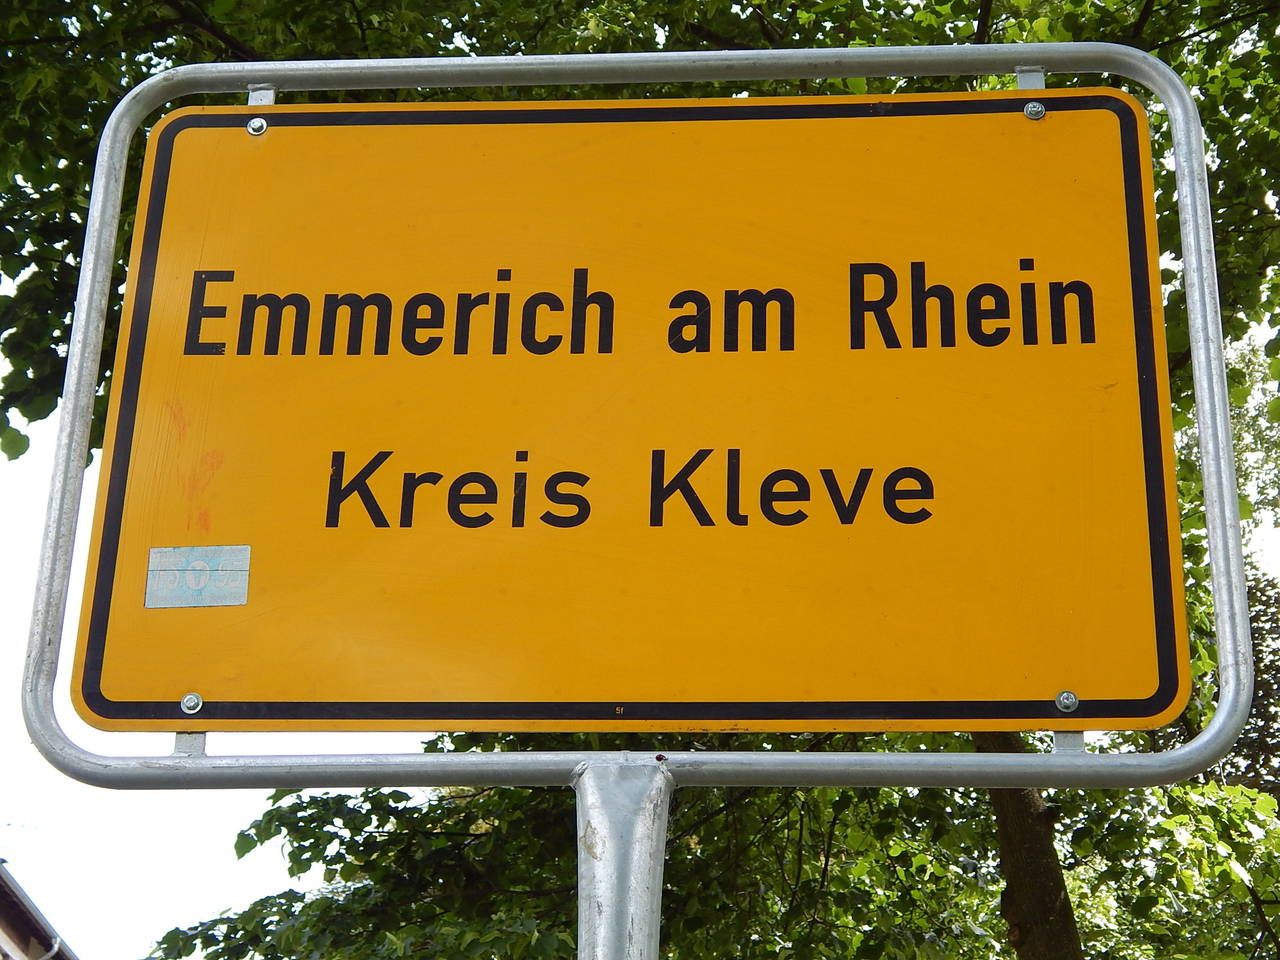 Emmerich am Rhein
Kreis Kleve